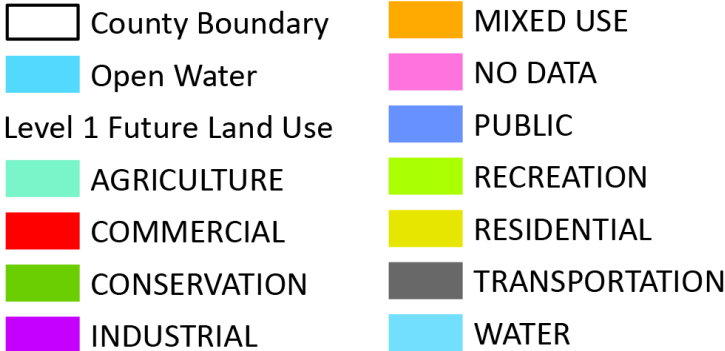 County Boundary
Open Water
Level 1 Future Land Use
AGRICULTURE
COMMERCIAL
CONSERVATION
INDUSTRIAL
MIXED USE
NO DATA
PUBLIC
RECREATION
RESIDENTIAL
TRANSPORTATION
WATER